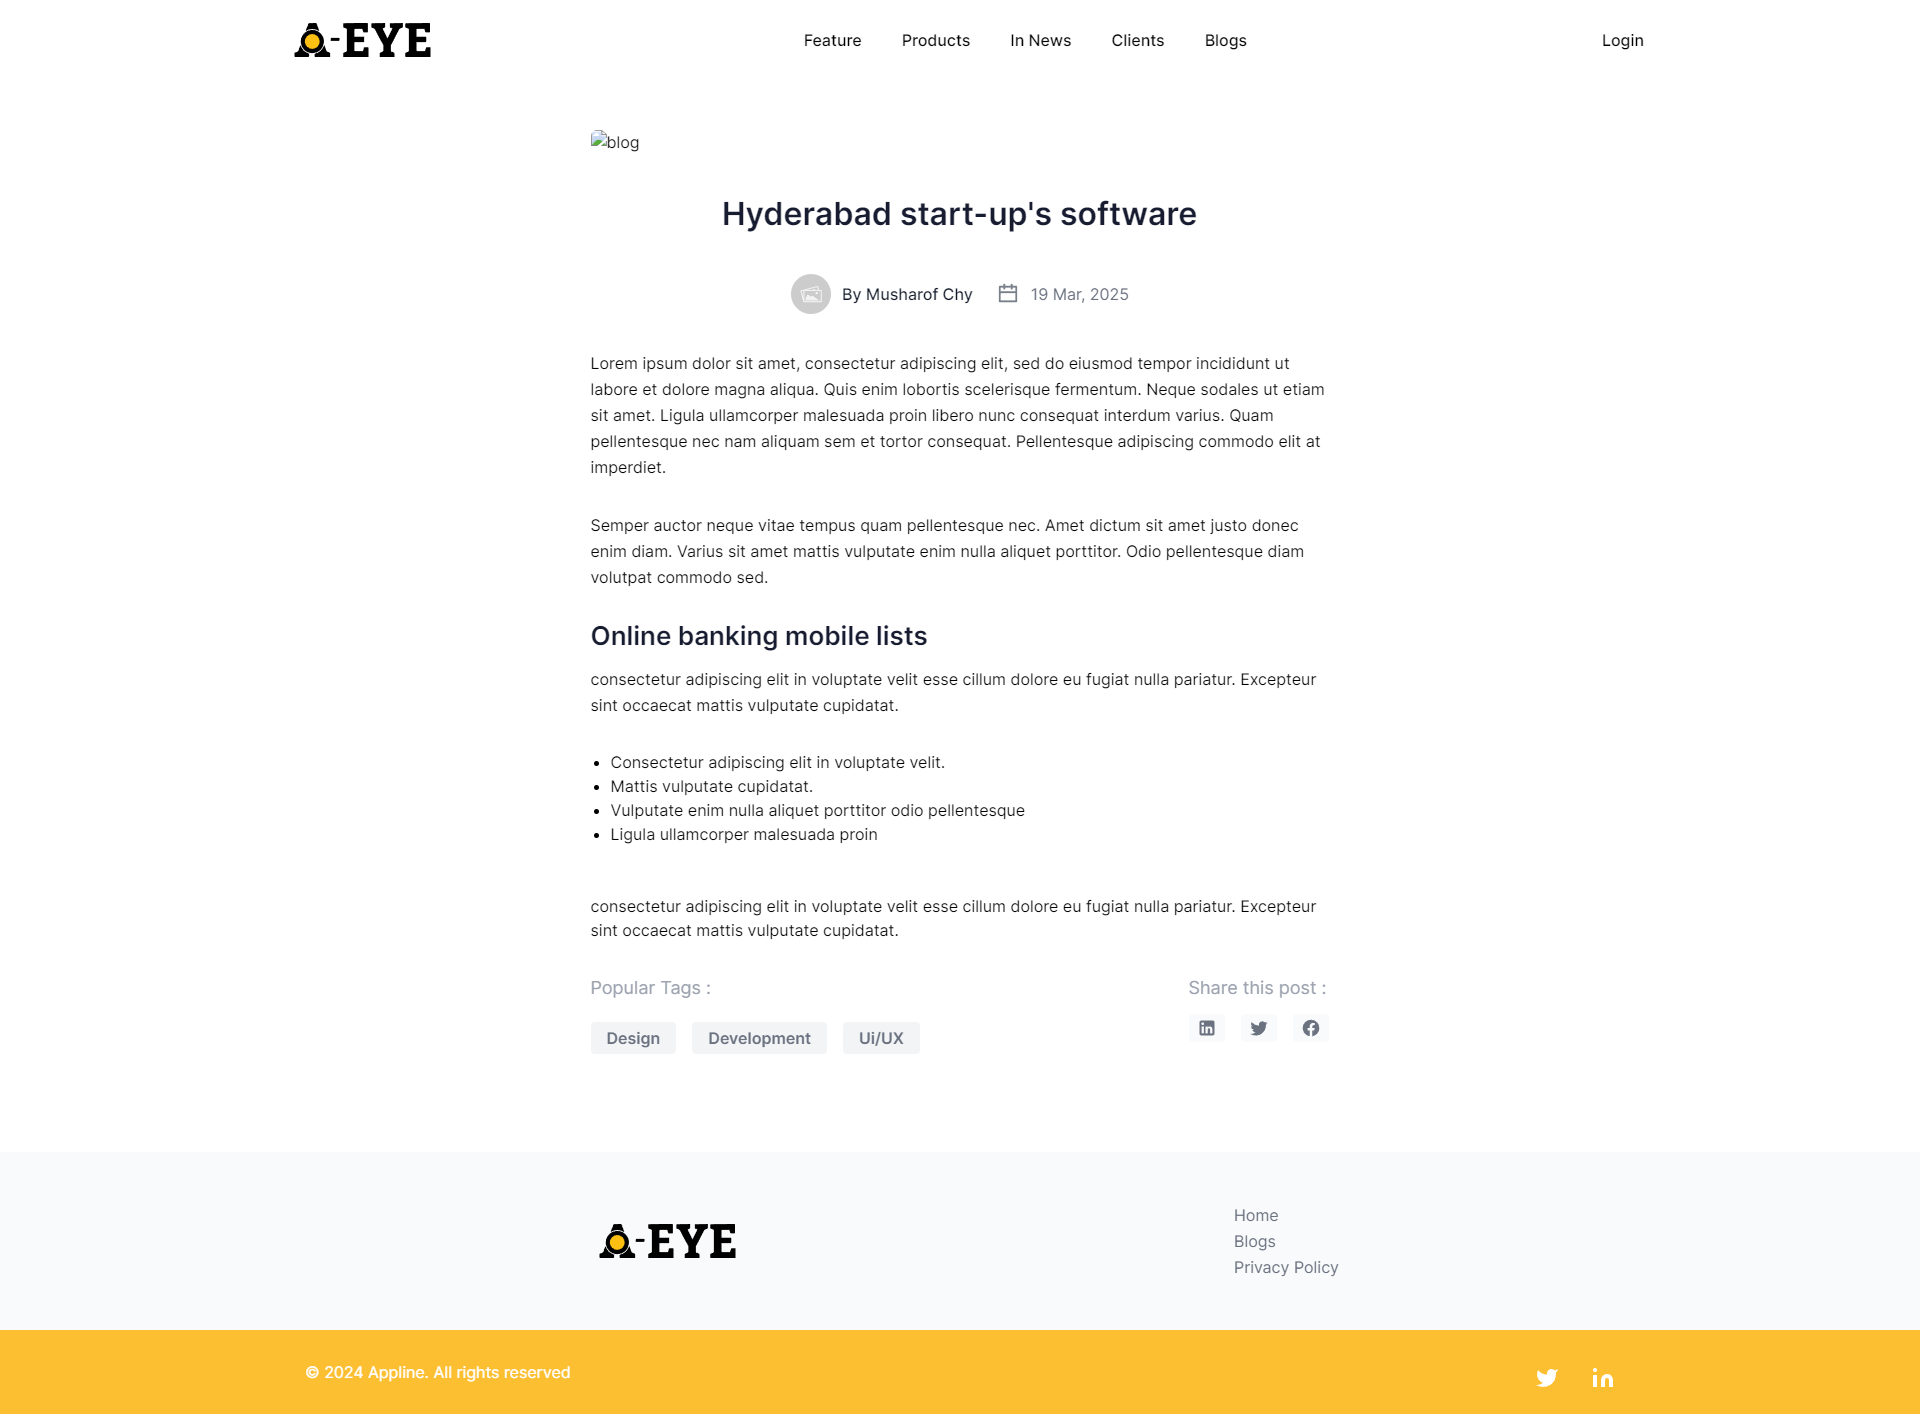 A-EYE
Feature Products In News Clients Blogs Login
blog
Hyderabad start-up's software
By Musharof Chy 19 Mar, 2025
Lorem ipsum dolor sit amet, consectetur adipiscing elit, sed do eiusmod tempor incididunt ut
labore et dolore magna aliqua. Quis enim lobortis scelerisque fermentum. Neque sodales ut etiam
sit amet. Ligula ullamcorper malesuada proin libero nunc consequat interdum varius. Quam
pellentesque nec nam aliquam sem et tortor consequat. Pellentesque adipiscing commodo elit at
imperdiet.
Semper auctor neque vitae tempus quam pellentesque nec. Amet dictum sit amet justo donec
enim diam. Varius sit amet mattis vulputate enim nulla aliquet porttitor. Odio pellentesque diam
volutpat commodo sed.
Online banking mobile lists
consectetur adipiscing elit in voluptate velit esse cillum dolore eu fugiat nulla pariatur. Excepteur
sint occaecat mattis vulputate cupidatat.
• Consectetur adipiscing elit in voluptate velit.
• Mattis vulputate cupidatat.
• Vulputate enim nulla aliquet porttitor odio pellentesque
• Ligula ullamcorper malesuada proin
consectetur adipiscing elit in voluptate velit esse cillum dolore eu fugiat nulla pariatur. Excepteur
sint occaecat mattis vulputate cupidatat.
Popular Tags :
Design Development Ui/UX
Share this post :
A-EYE
Home
Blogs
Privacy Policy
© 2024 Appline. All rights reserved